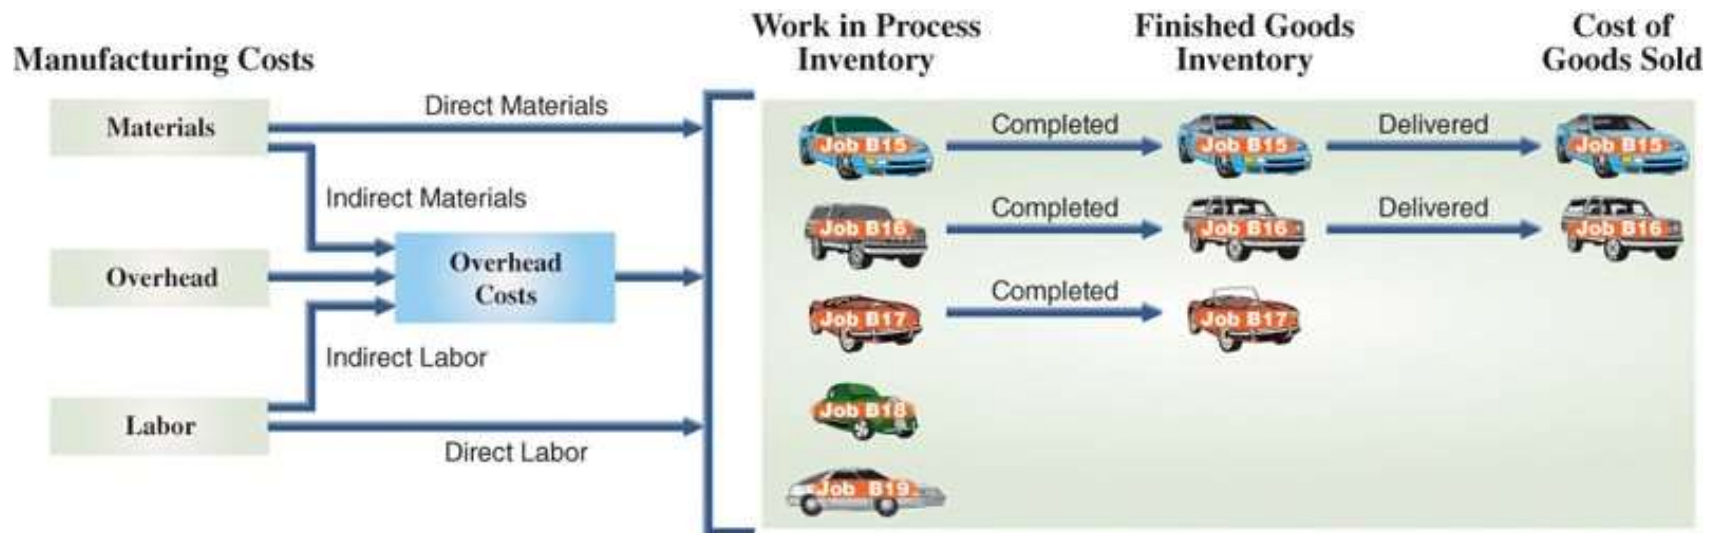 Manufacturing Costs
Work in Process
Inventory
Finished Goods
Inventory
Cost of
Goods Sold
Materials
Direct Materials
Indirect Materials
Overhead
Overhead
Costs
Indirect Labor
Labor
Direct Labor
Job B15
Completed
Job B15
Delivered
Job B15
Job B16
Completed
Job B16
Delivered
Job B16
Job B17
Completed
Job B17
Job B18
Job B19